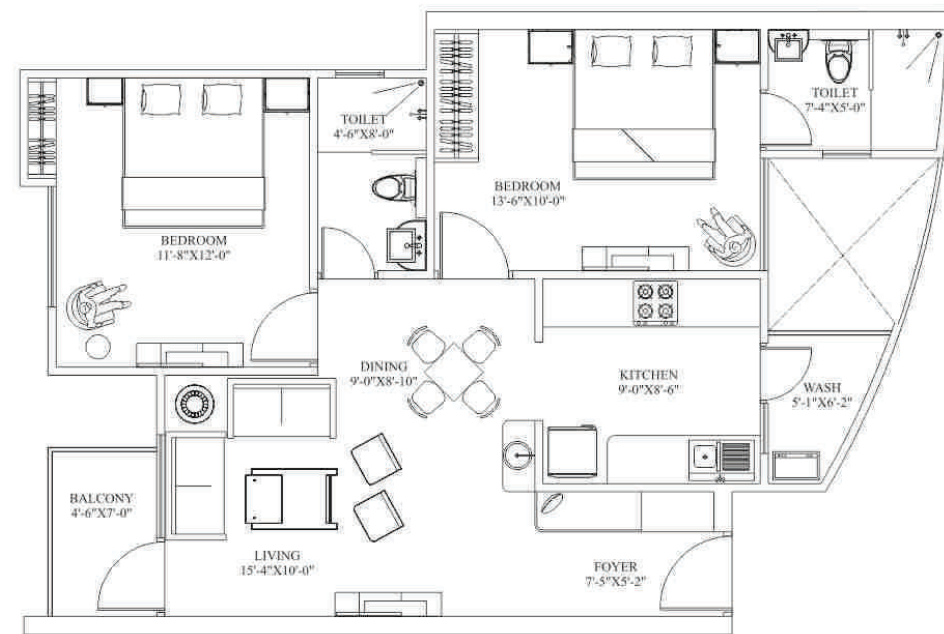 TOILET
4'-6"X8'-0"
TOILET
7'-4"X5'-0"
BEDROOM
13'-6"X10'-0"
BEDROOM
11'-8"X12'-0"
DINING
9'-0"X8'-10"
KITCHEN
9'-0"X8'-6"
WASH
5'-1"X6'-2"
BALCONY
4'-6"X7'-0"
LIVING
15'-4"X10'-0"
FOYER
7'-5"X5'-2"